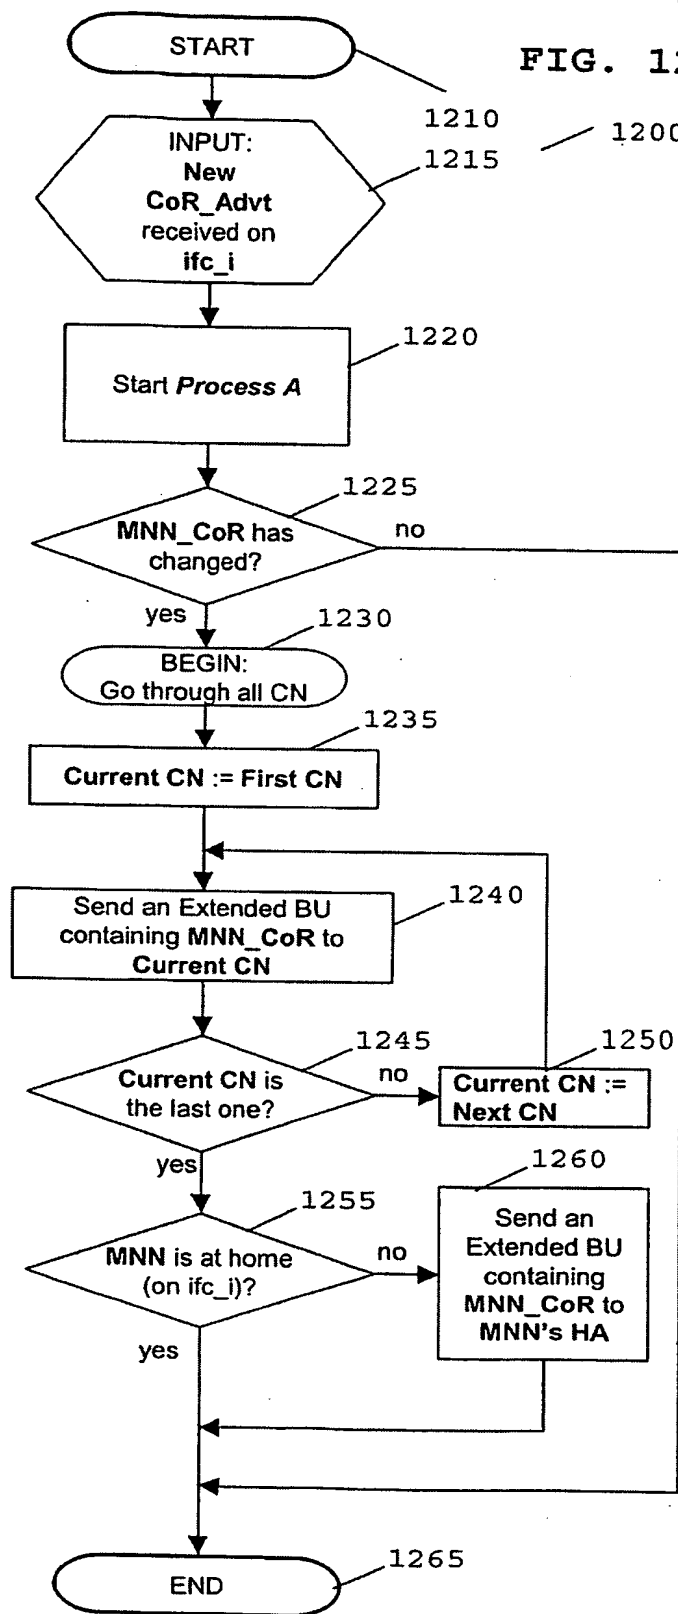 START
FIG. 12
1210
1200
INPUT:
New
CoR_Advt
received on
ifc_i
1215
1220
Start Process A
1225
MNN_CoR has
changed?
no
yes
1230
BEGIN:
Go through all CN
1235
Current CN := First CN
1240
Send an Extended BU
containing MNN_CoR to
Current CN
1245
Current CN is
the last one?
no
1250
Current CN :=
Next CN
yes
1255
MNN is at home
(on ifc_i)?
no
1260
Send an
Extended BU
containing
MNN_CoR to
MNN's HA
yes
1265
END